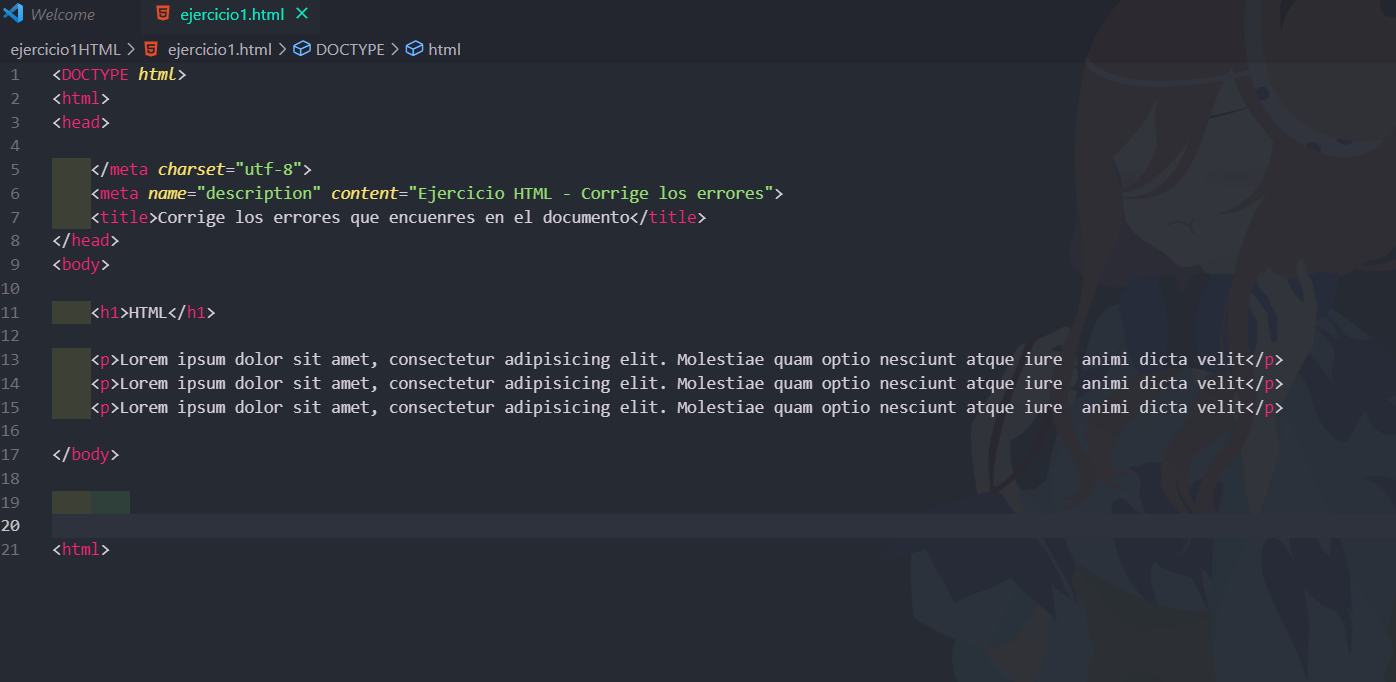 Welcome
ejercicio1.html
ejercicio1HTML > ejercicio1.html > DOCTYPE > html
1 <DOCTYPE html>
2 <html>
3 <head>
4
5 </meta charset="utf-8">
6 <meta name="description" content="Ejercicio HTML - Corrige los errores">
7 <title>Corrige los errores que encuenres en el documento</title>
8 </head>
9 <body>
10
11 <h1>HTML</h1>
12
13 <p>Lorem ipsum dolor sit amet, consectetur adipisicing elit. Molestiae quam optio nesciunt atque iure  animi dicta velit</p>
14 <p>Lorem ipsum dolor sit amet, consectetur adipisicing elit. Molestiae quam optio nesciunt atque iure  animi dicta velit</p>
15 <p>Lorem ipsum dolor sit amet, consectetur adipisicing elit. Molestiae quam optio nesciunt atque iure  animi dicta velit</p>
16
17 </body>
18
19
20
21 <html>